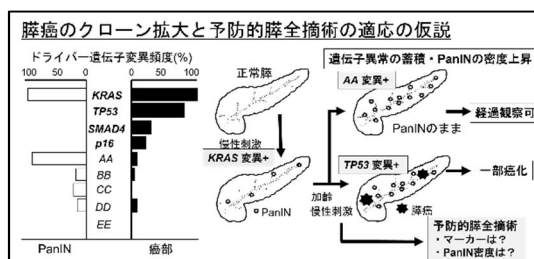 膵癌のクローン拡大と予防的膵全摘術の適応の仮説
ドライバー遺伝子変異頻度(%)
100
0
0
100
KRAS
TP53
SMAD4
p16
AA
BB
CC
DD
EE
PanIN
癌部
正常膵
慢性刺激
KRAS 変異+
PanIN
加齢
慢性刺激
遺伝子異常の蓄積・PanINの密度上昇
AA 変異+
PanINのまま
経過観察可
TP53 変異+
膵癌
一部癌化
予防的膵全摘術
・マーカーは?
・PanIN密度は?